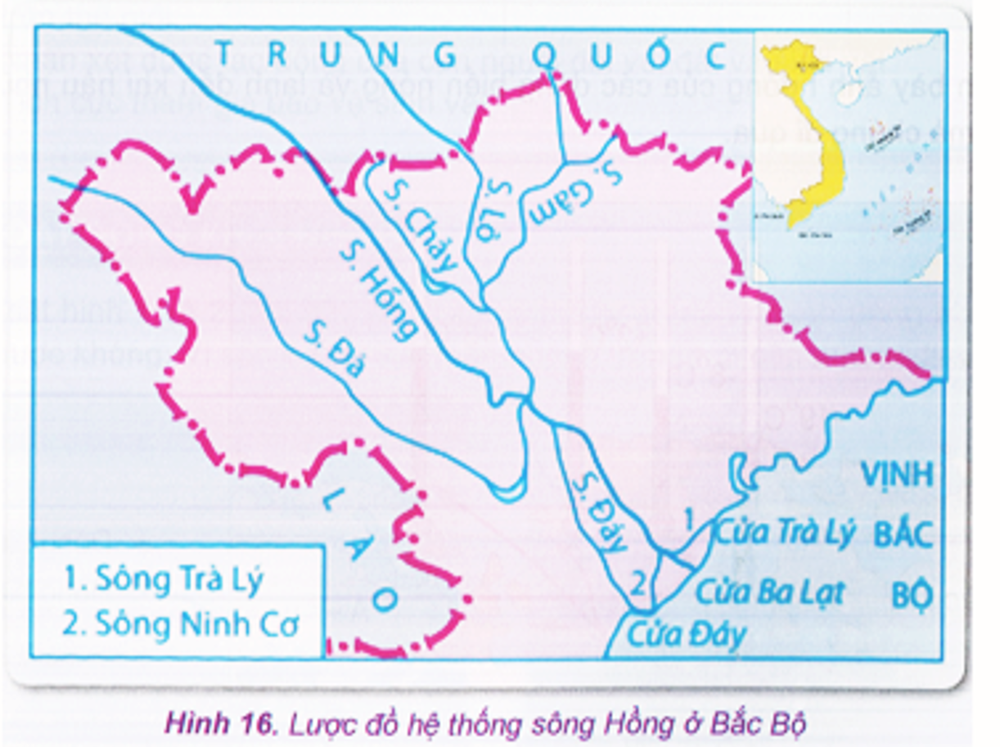 TRUNG QUỐC
S. Gâm
S. Lô
S. Chảy
S. Hồng
S. Đà
S. Đáy
LAO
VỊNH
BẮC
BỘ
1
Cửa Trà Lý
2
Cửa Ba Lạt
Cửa Đáy
1. Sông Trà Lý
2. Sông Ninh Cơ
Hình 16. Lược đồ hệ thống sông Hồng ở Bắc Bộ